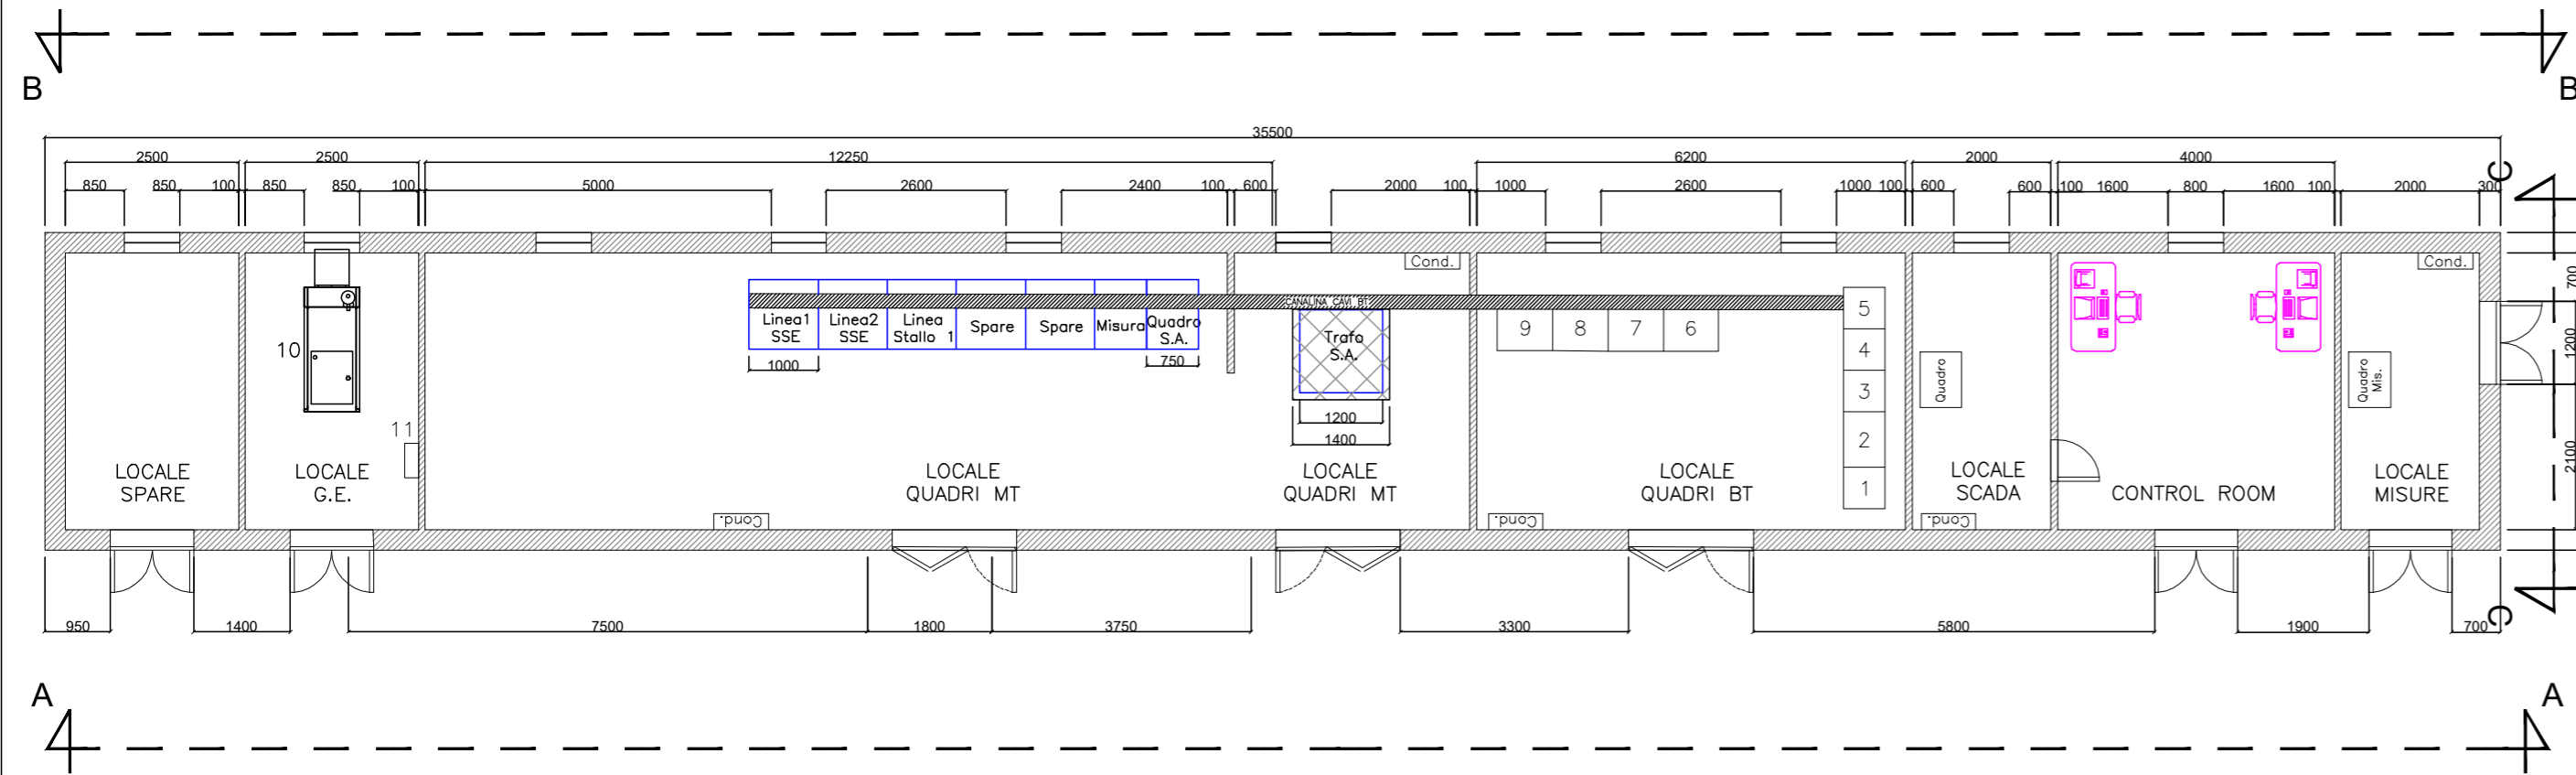 B
B
35500
2500
2500
12250
6200
2000
4000
850
850
100
850
850
100
5000
2600
2400
100
600
2000
100
1000
2600
1000
100
600
600
100
1600
800
1600
100
2000
300
C
Cond.
Cond.
700
CANALINA CAVI BT
Linea1
SSE
Linea2
SSE
Linea
Stallo 1
Spare
Spare
Misura
Quadro
S.A.
Trafo
S.A.
9
8
7
6
5
4
3
2
1
1000
750
1200
1400
10
11
Quadro
Quadro
Mis.
1200
2100
LOCALE
SPARE
LOCALE
G.E.
LOCALE
QUADRI MT
LOCALE
QUADRI MT
LOCALE
QUADRI BT
LOCALE
SCADA
CONTROL ROOM
LOCALE
MISURE
Cond.
Cond.
Cond.
C
950
1400
7500
1800
3750
3300
5800
1900
700
A
A